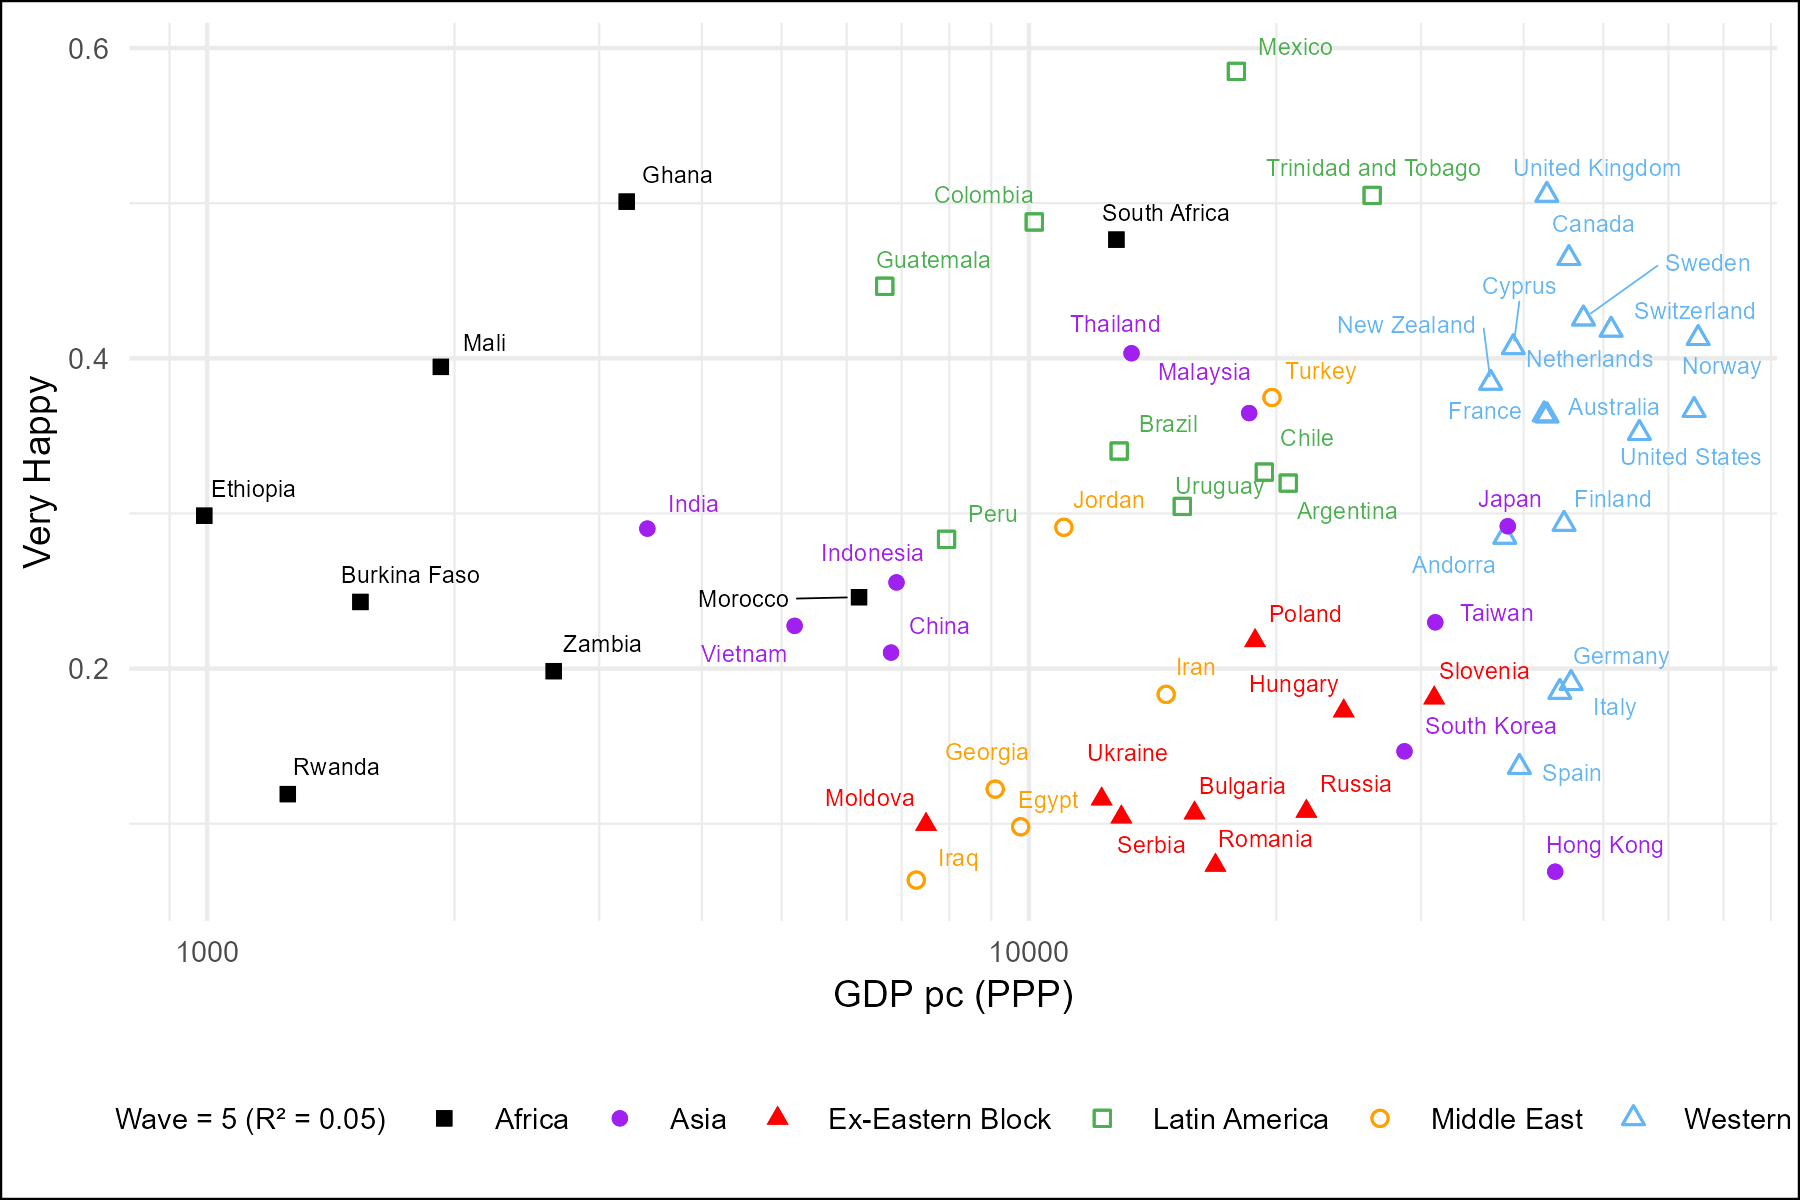 0.6
0.4
0.2
Very Happy
Mexico
Ghana
Trinidad and Tobago
United Kingdom
Colombia
South Africa
Canada
Guatemala
Sweden
Cyprus
Switzerland
Thailand
New Zealand
Mali
Netherlands
Norway
Malaysia
Turkey
France
Australia
Brazil
Chile
United States
Ethiopia
Uruguay
India
Peru
Jordan
Argentina
Japan
Finland
Indonesia
Andorra
Burkina Faso
Morocco
Poland
Taiwan
China
Zambia
Vietnam
Iran
Germany
Hungary
Slovenia
Italy
South Korea
Georgia
Ukraine
Rwanda
Spain
Moldova
Egypt
Bulgaria
Russia
Serbia
Romania
Hong Kong
Iraq
1000 10000
GDP pc (PPP)
Wave = 5 (R² = 0.05) Africa Asia Ex-Eastern Block Latin America Middle East Western